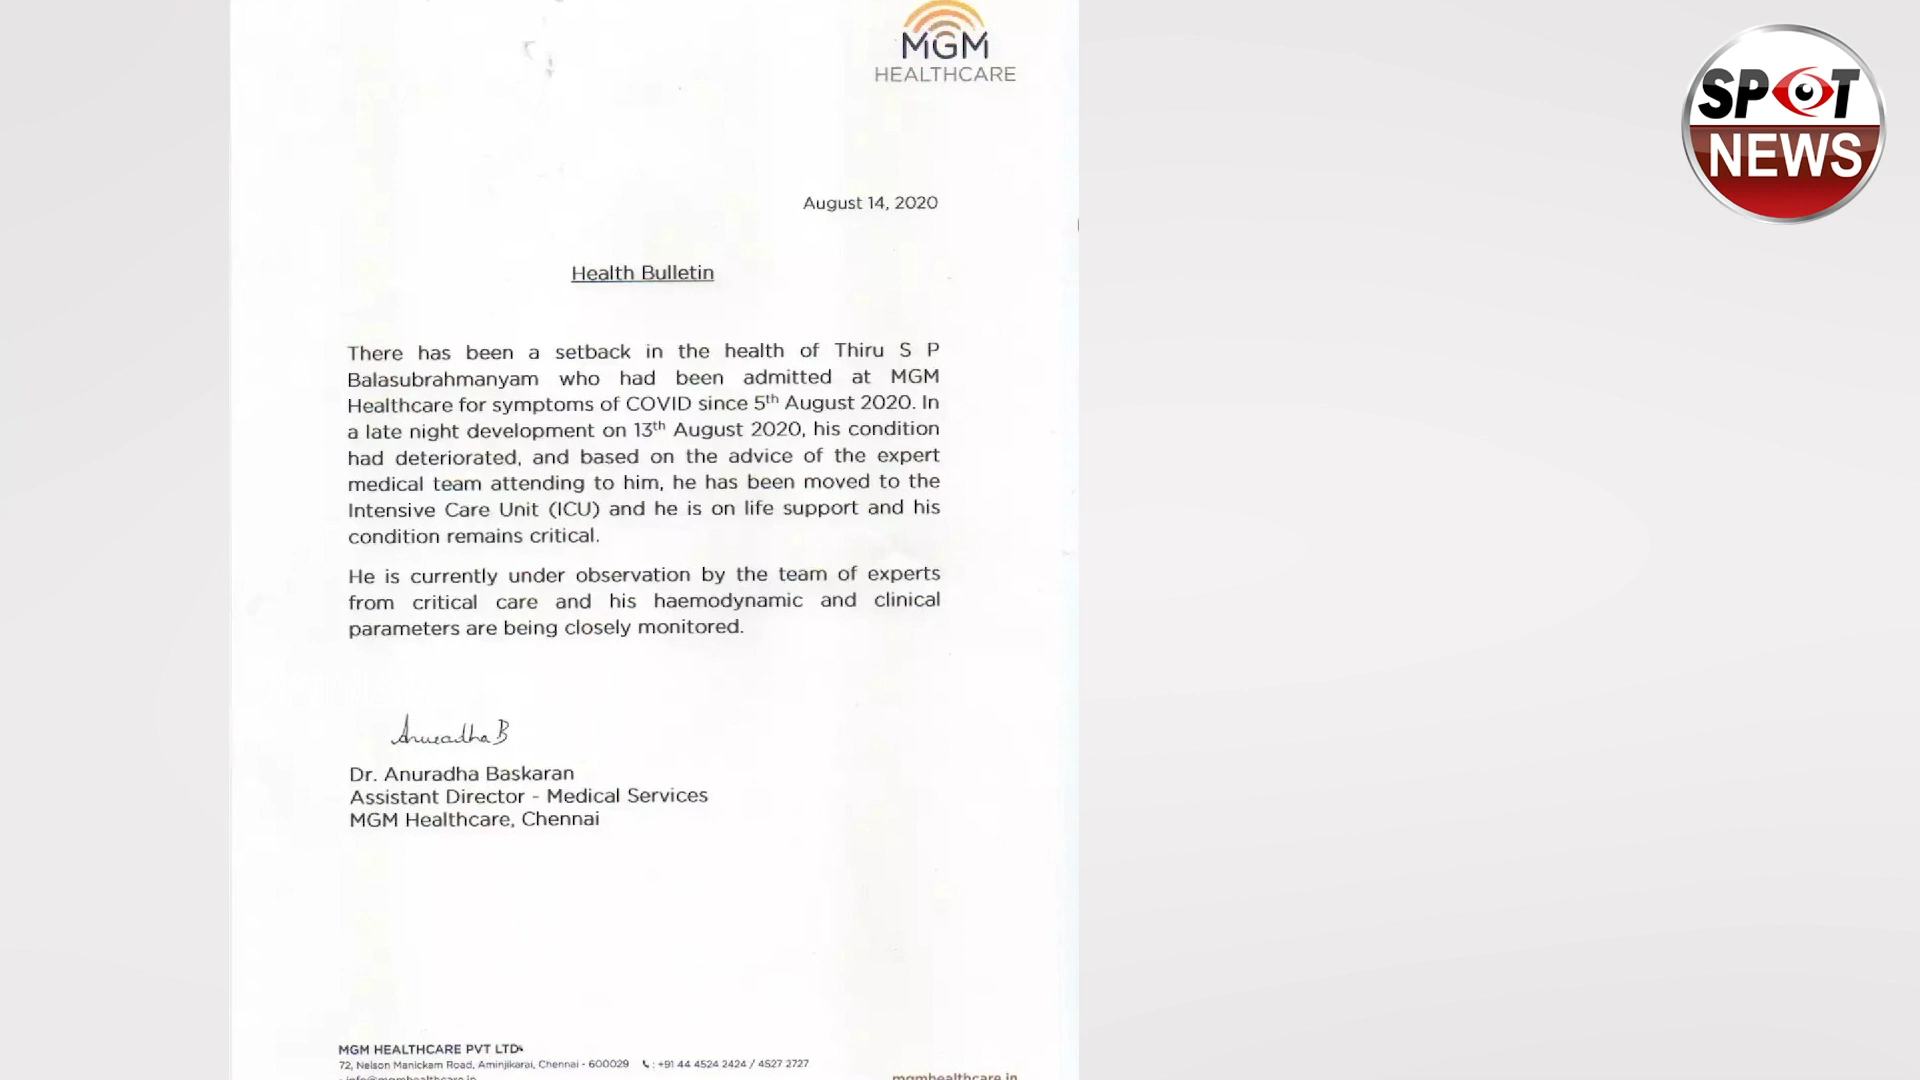 MGM
HEALTHCARE
SPOT
NEWS
August 14, 2020
Health Bulletin
There has been a setback in the health of Thiru S P
Balasubrahmanyam who had been admitted at MGM
Healthcare for symptoms of COVID since 5th August 2020. In
a late night development on 13th August 2020, his condition
had deteriorated, and based on the advice of the expert
medical team attending to him, he has been moved to the
Intensive Care Unit (ICU) and he is on life support and his
condition remains critical.
He is currently under observation by the team of experts
from critical care and his haemodynamic and clinical
parameters are being closely monitored.
Anuradha B
Dr. Anuradha Baskaran
Assistant Director - Medical Services
MGM Healthcare, Chennai
MGM HEALTHCARE PVT LTD.
72, Nelson Manickam Road, Aminjikarai, Chennai - 600029 : +91 44 4524 2424 / 4527 2727
info@mgmhealthcare.in
mgmhealthcare.in